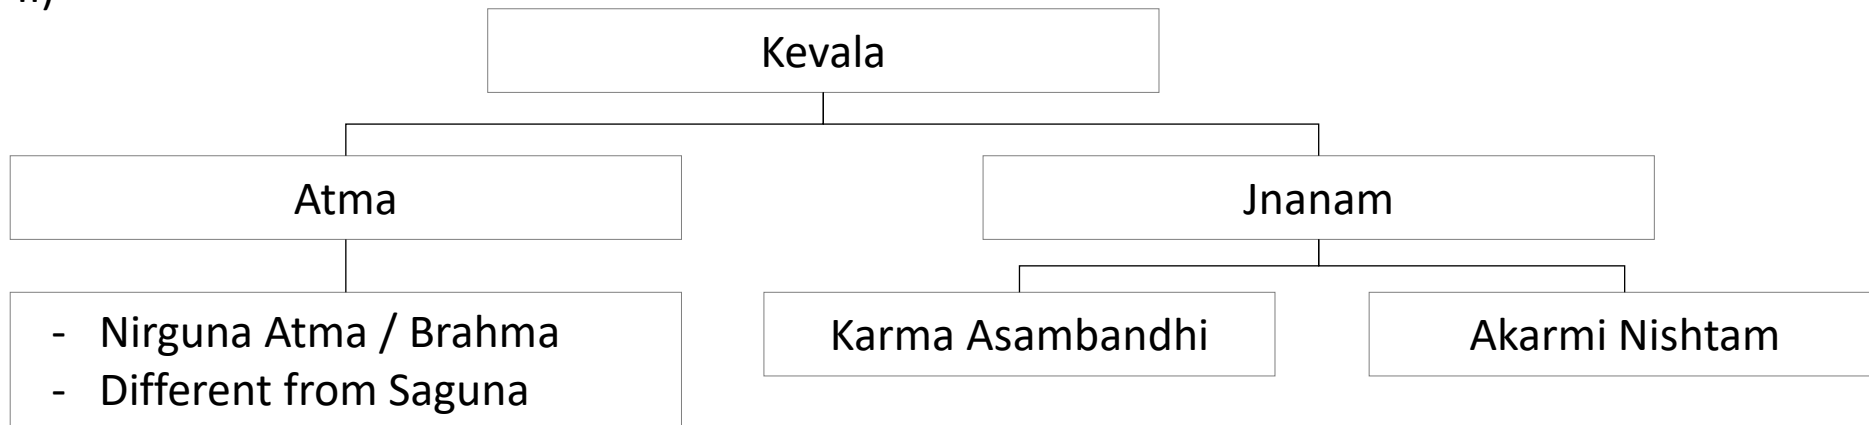 Kevala
Atma
Jnanam
- Nirguna Atma / Brahma
- Different from Saguna
Karma Asambandhi
Akarmi Nishtam